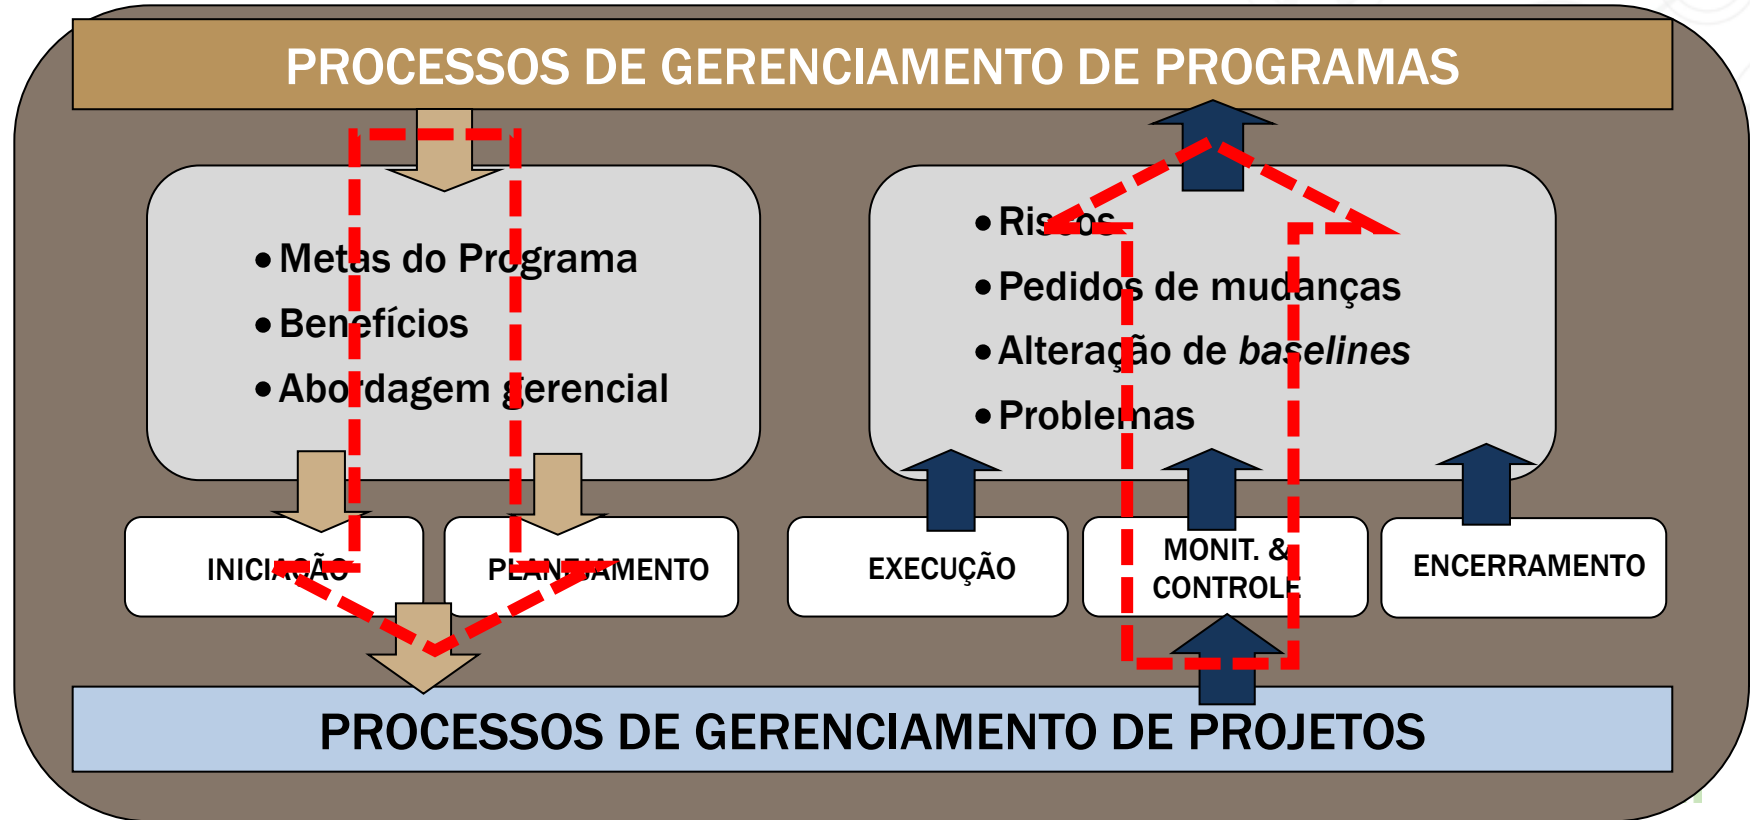 PROCESSOS DE GERENCIAMENTO DE PROGRAMAS
• Metas do Programa
• Benefícios
• Abordagem gerencial
• Riscos
• Pedidos de mudanças
• Alteração de baselines
• Problemas
INICIAÇÃO
PLANEJAMENTO
EXECUÇÃO
MONIT. &
CONTROLE
ENCERRAMENTO
PROCESSOS DE GERENCIAMENTO DE PROJETOS